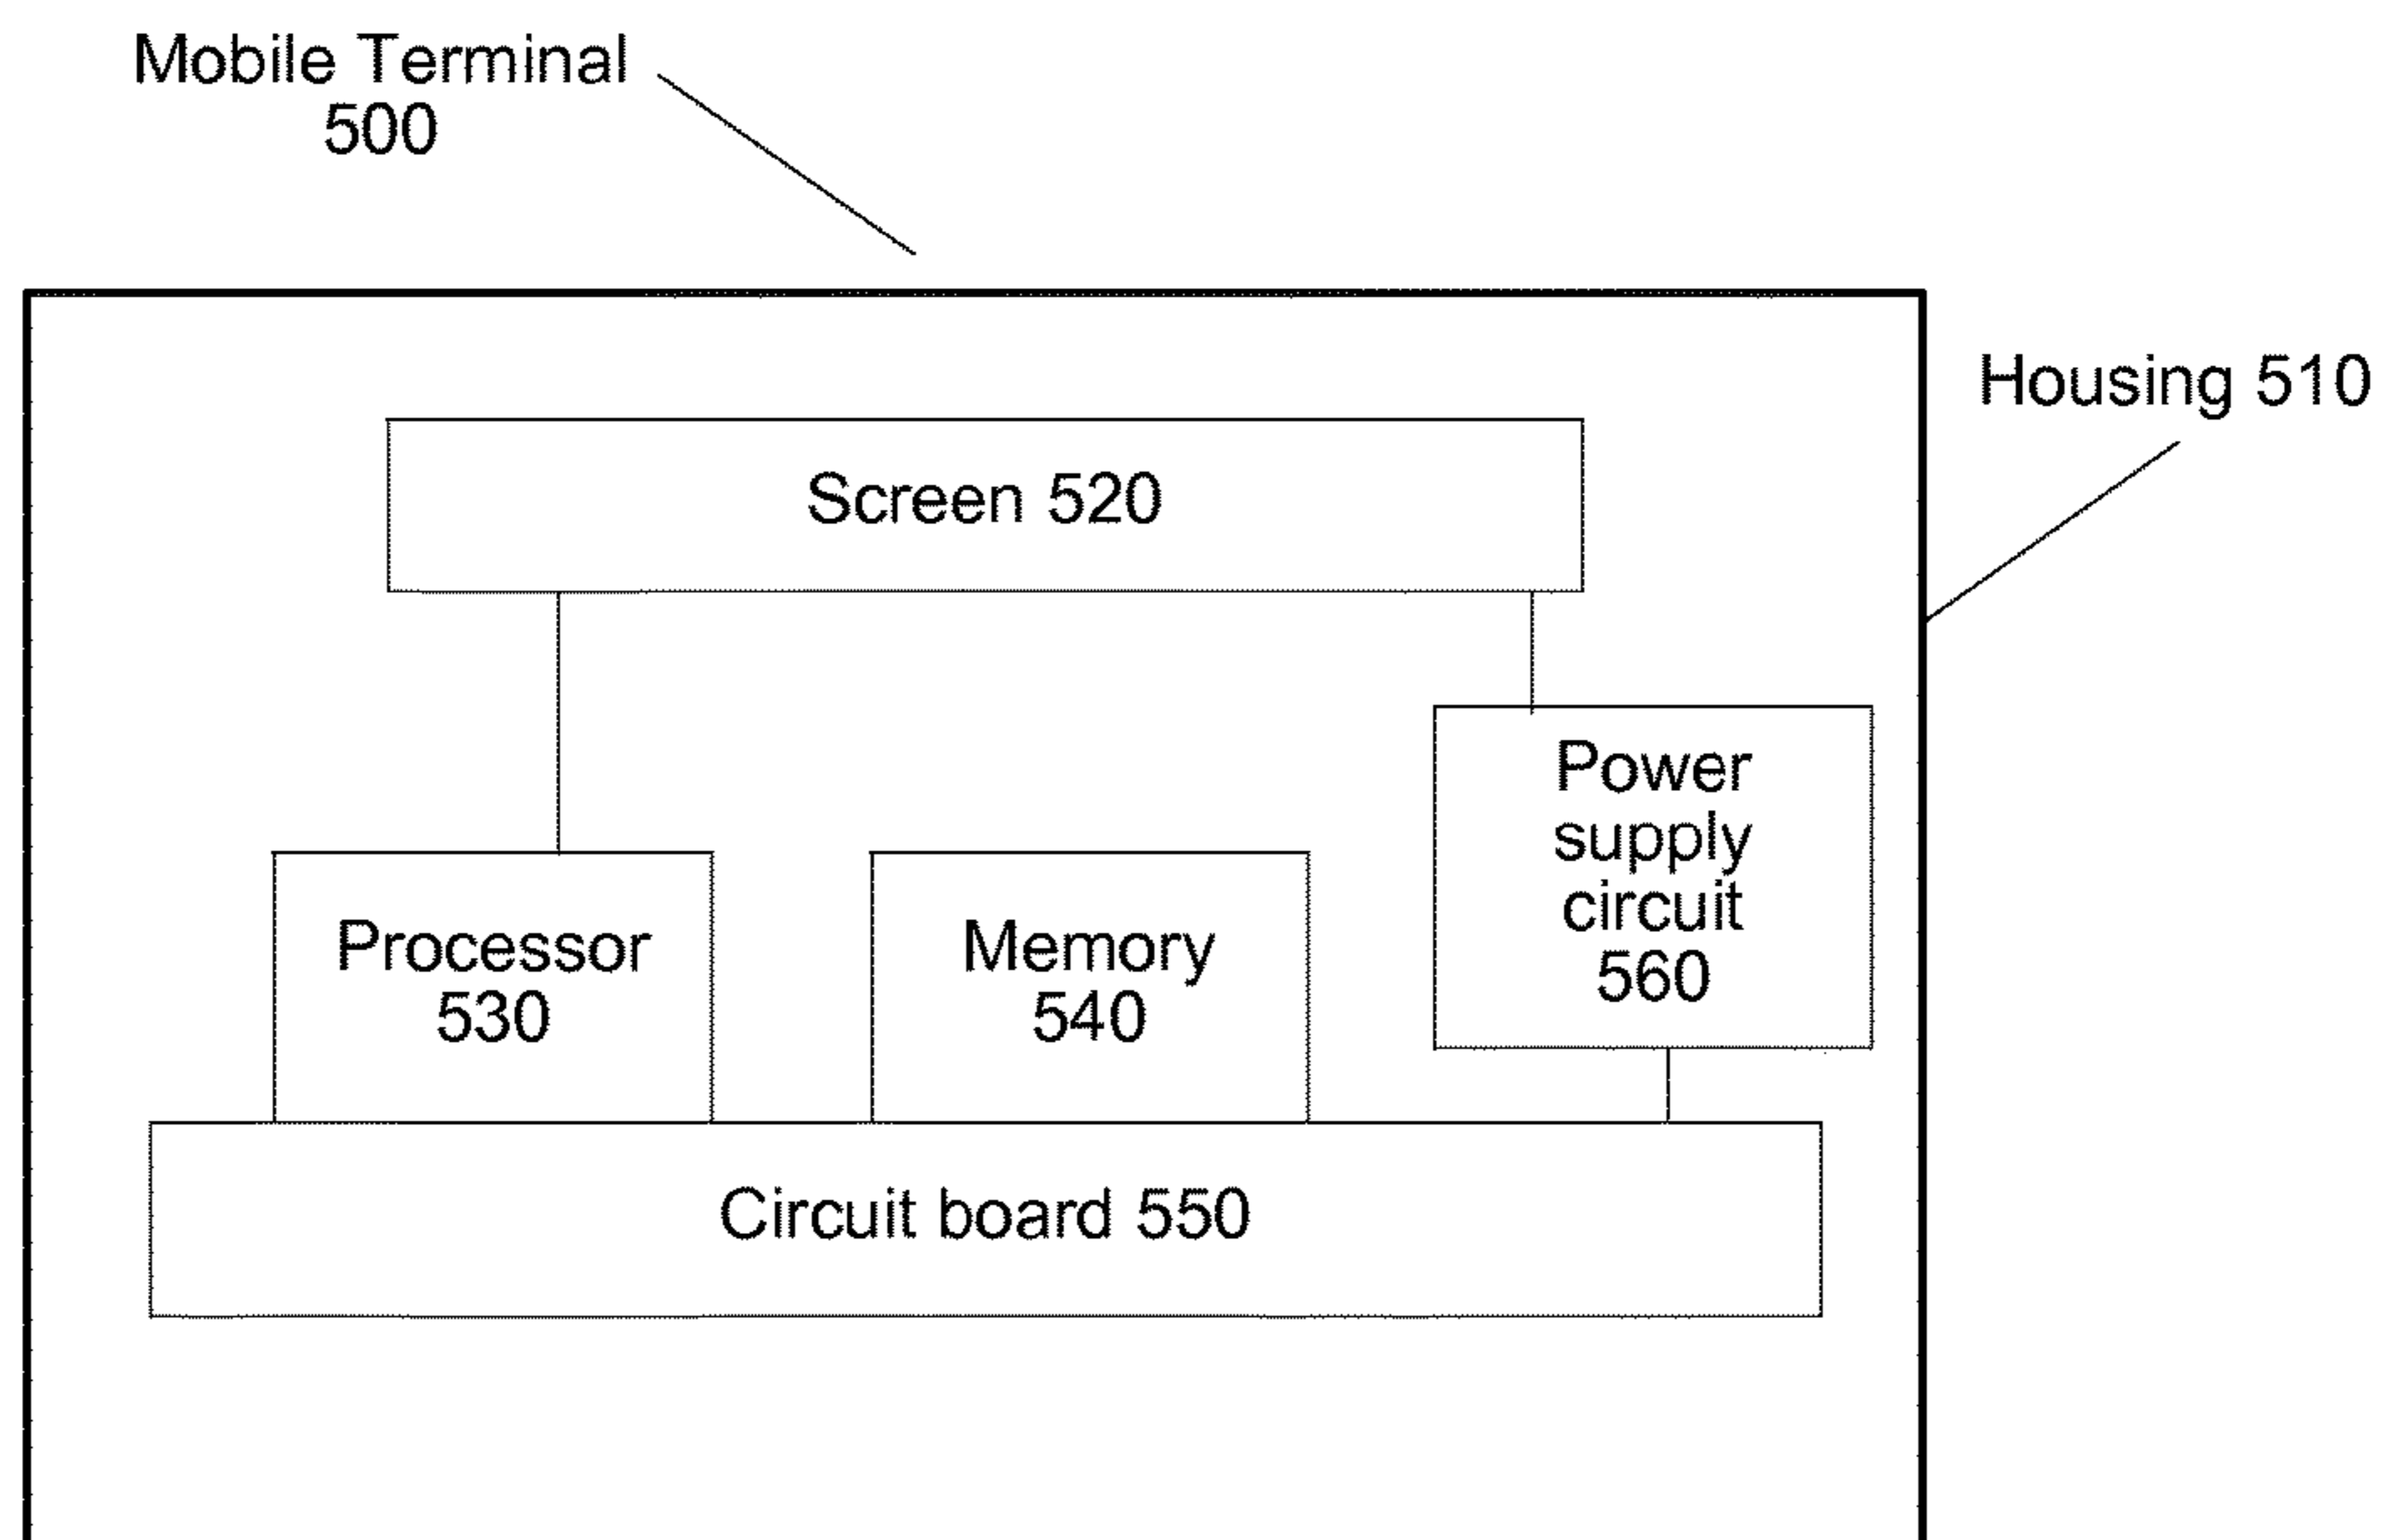 Mobile Terminal
500
Housing 510
Screen 520
Power
supply
circuit
560
Processor
530
Memory
540
Circuit board 550